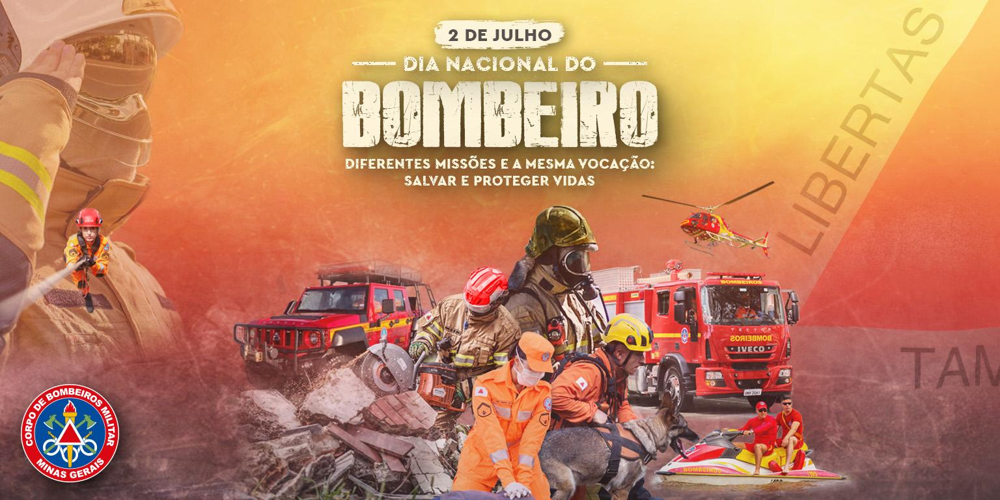 2 DE JULHO
DIA NACIONAL DO
BOMBEIRO
DIFERENTES MISSÕES E A MESMA VOCAÇÃO:
SALVAR E PROTEGER VIDAS
LIBERTAS
TAM
BOMBEIROS
TECTOR
BOMBEIROS
IVECO
BOMBEIROS
CORPO DE BOMBEIROS MILITAR
MINAS GERAIS